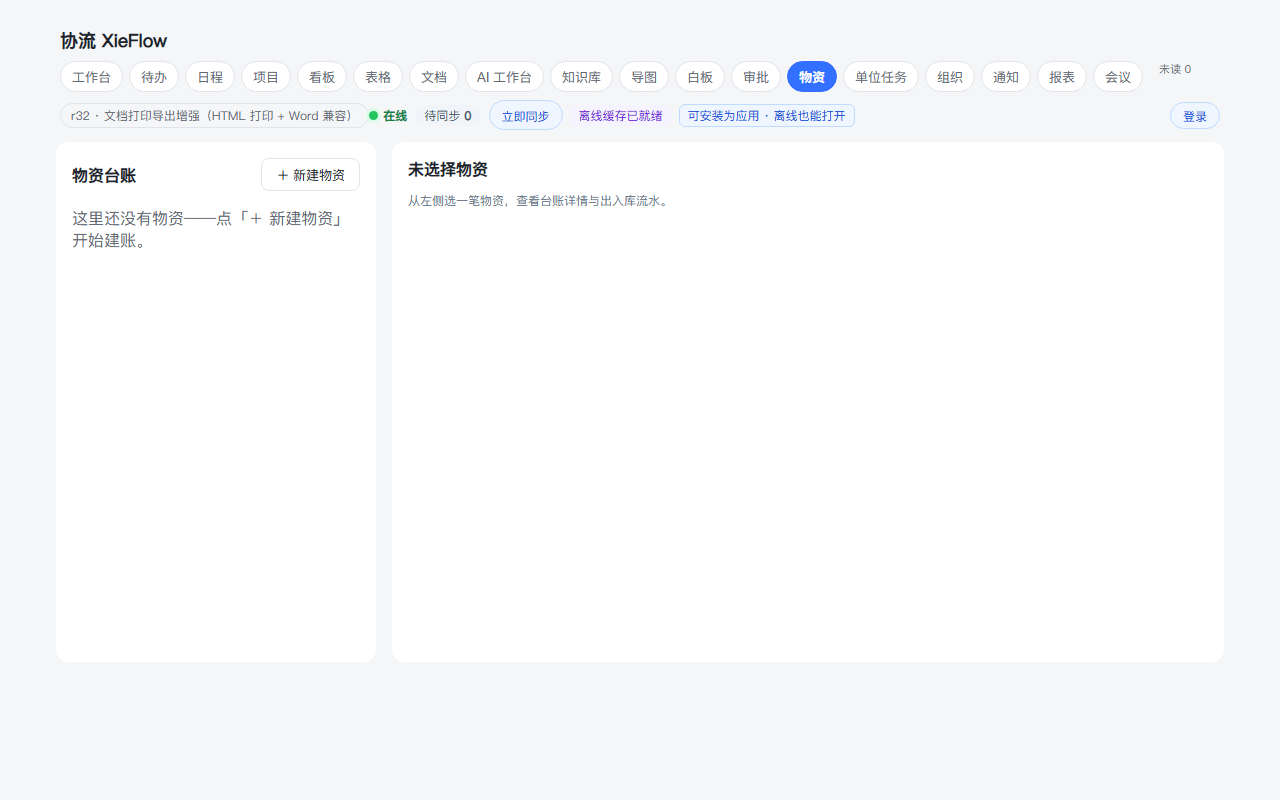 协流 XieFlow
工作台 待办 日程 项目 看板 表格 文档 AI 工作台 知识库 导图 白板 审批 物资 单位任务 组织 通知 报表 会议 未读 0
r32 · 文档打印导出增强（HTML 打印 + Word 兼容） 在线 待同步 0 立即同步 离线缓存已就绪 可安装为应用 · 离线也能打开 登录
物资台账 ＋ 新建物资
这里还没有物资——点「＋ 新建物资」
开始建账。
未选择物资
从左侧选一笔物资，查看台账详情与出入库流水。